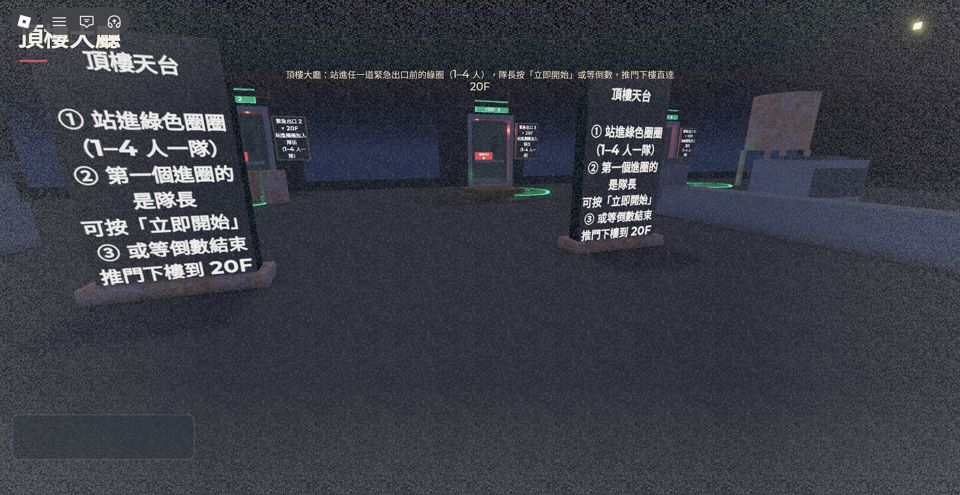 頂樓大廳
頂樓大廳：站進任一道緊急出口前的綠圈（1–4 人），隊長按「立即開始」或等倒數，推門下樓直達
20F
頂樓天台
① 站進綠色圈圈
（1–4 人一隊）
② 第一個進圈的
是隊長
可按「立即開始」
③ 或等倒數結束
推門下樓到 20F
緊急出口 2
▼ 20F
頂樓天台
① 站進綠色圈圈
（1–4 人一隊）
② 第一個進圈的
是隊長
可按「立即開始」
③ 或等倒數結束
推門下樓到 20F